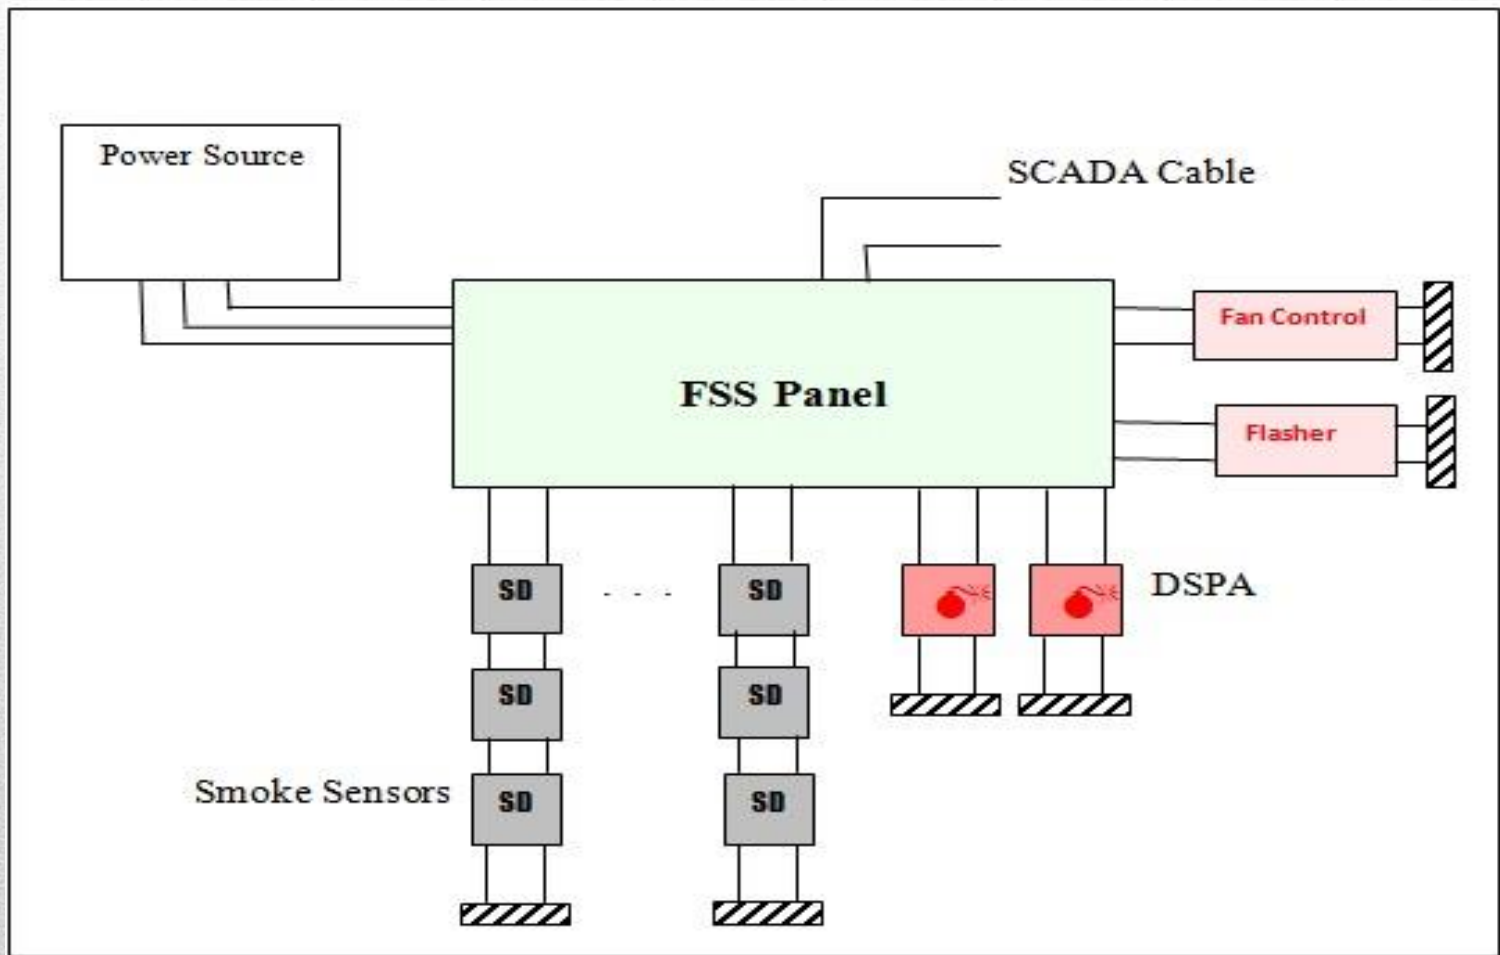 Power Source
SCADA Cable
Fan Control
FSS Panel
Flasher
SD
SD
DSPA
SD
SD
Smoke Sensors
SD
SD